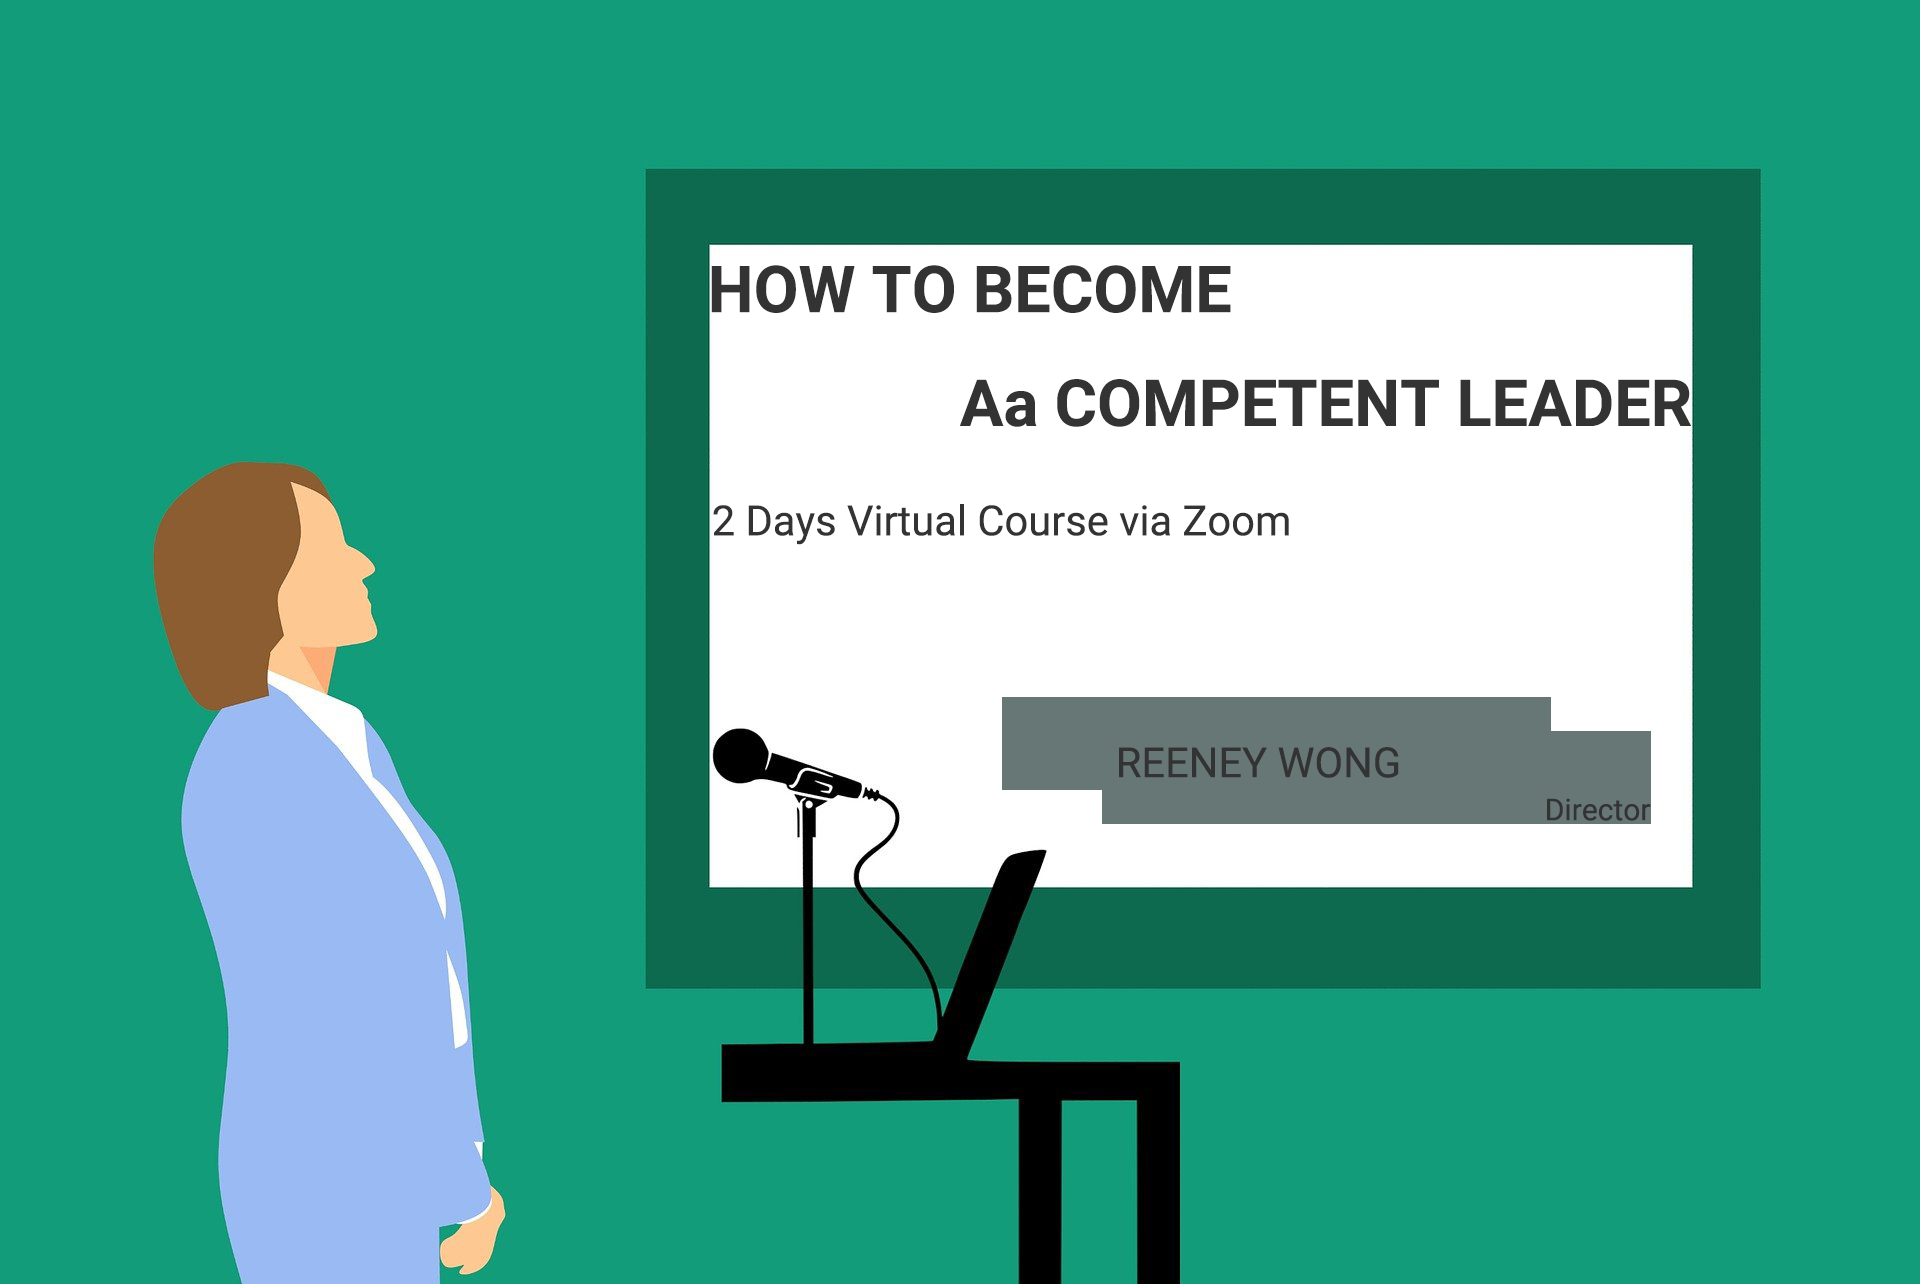 HOW TO BECOME
Aa COMPETENT LEADER
2 Days Virtual Course via Zoom
REENEY WONG
Director